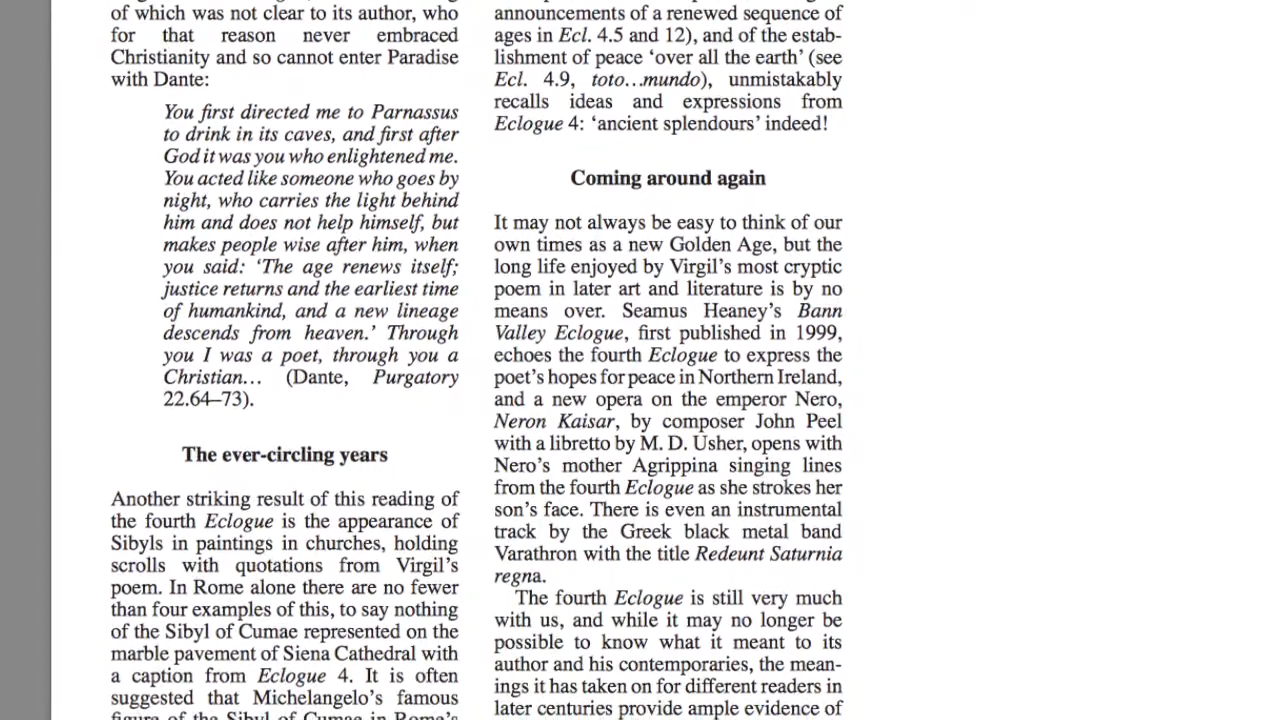 of which was not clear to its author, who
for that reason never embraced
Christianity and so cannot enter Paradise
with Dante:
You first directed me to Parnassus
to drink in its caves, and first after
God it was you who enlightened me.
You acted like someone who goes by
night, who carries the light behind
him and does not help himself, but
makes people wise after him, when
you said: ‘The age renews itself;
justice returns and the earliest time
of humankind, and a new lineage
descends from heaven.’ Through
you I was a poet, through you a
Christian… (Dante, Purgatory
22.64–73).
The ever-circling years
Another striking result of this reading of
the fourth Eclogue is the appearance of
Sibyls in paintings in churches, holding
scrolls with quotations from Virgil’s
poem. In Rome alone there are no fewer
than four examples of this, to say nothing
of the Sibyl of Cumae represented on the
marble pavement of Siena Cathedral with
a caption from Eclogue 4. It is often
suggested that Michelangelo’s famous
figure of the Sibyl of Cumae in Rome’s
announcements of a renewed sequence of
ages in Ecl. 4.5 and 12), and of the estab-
lishment of peace ‘over all the earth’ (see
Ecl. 4.9, toto…mundo), unmistakably
recalls ideas and expressions from
Eclogue 4: ‘ancient splendours’ indeed!
Coming around again
It may not always be easy to think of our
own times as a new Golden Age, but the
long life enjoyed by Virgil’s most cryptic
poem in later art and literature is by no
means over. Seamus Heaney’s Bann
Valley Eclogue, first published in 1999,
echoes the fourth Eclogue to express the
poet’s hopes for peace in Northern Ireland,
and a new opera on the emperor Nero,
Neron Kaisar, by composer John Peel
with a libretto by M. D. Usher, opens with
Nero’s mother Agrippina singing lines
from the fourth Eclogue as she strokes her
son’s face. There is even an instrumental
track by the Greek black metal band
Varathron with the title Redeunt Saturnia
regna.
The fourth Eclogue is still very much
with us, and while it may no longer be
possible to know what it meant to its
author and his contemporaries, the mean-
ings it has taken on for different readers in
later centuries provide ample evidence of